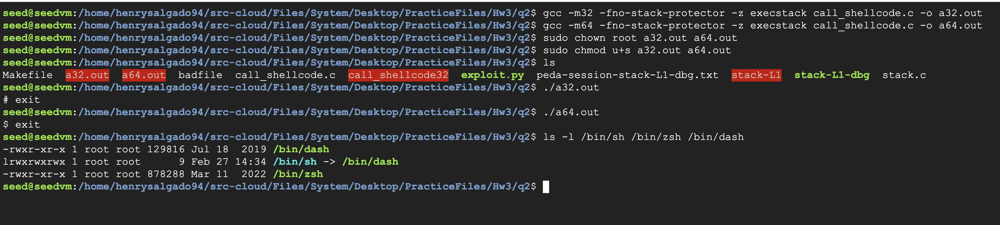 seed@seedvm:/home/henrysalgado94/src-cloud/Files/System/Desktop/PracticeFiles/Hw3/q2$ gcc -m32 -fno-stack-protector -z execstack call_shellcode.c -o a32.out
seed@seedvm:/home/henrysalgado94/src-cloud/Files/System/Desktop/PracticeFiles/Hw3/q2$ gcc -m64 -fno-stack-protector -z execstack call_shellcode.c -o a64.out
seed@seedvm:/home/henrysalgado94/src-cloud/Files/System/Desktop/PracticeFiles/Hw3/q2$ sudo chown root a32.out a64.out
seed@seedvm:/home/henrysalgado94/src-cloud/Files/System/Desktop/PracticeFiles/Hw3/q2$ sudo chmod u+s a32.out a64.out
seed@seedvm:/home/henrysalgado94/src-cloud/Files/System/Desktop/PracticeFiles/Hw3/q2$ ls
Makefile  a32.out  a64.out  badfile  call_shellcode.c  call_shellcode32  exploit.py  peda-session-stack-L1-dbg.txt  stack-L1  stack-L1-dbg  stack.c
seed@seedvm:/home/henrysalgado94/src-cloud/Files/System/Desktop/PracticeFiles/Hw3/q2$ ./a32.out
# exit
seed@seedvm:/home/henrysalgado94/src-cloud/Files/System/Desktop/PracticeFiles/Hw3/q2$ ./a64.out
$ exit
seed@seedvm:/home/henrysalgado94/src-cloud/Files/System/Desktop/PracticeFiles/Hw3/q2$ ls -l /bin/sh /bin/zsh /bin/dash
-rwxr-xr-x 1 root root 129816 Jul 18  2019 /bin/dash
lrwxrwxrwx 1 root root      9 Feb 27 14:34 /bin/sh -> /bin/dash
-rwxr-xr-x 1 root root 878288 Mar 11  2022 /bin/zsh
seed@seedvm:/home/henrysalgado94/src-cloud/Files/System/Desktop/PracticeFiles/Hw3/q2$